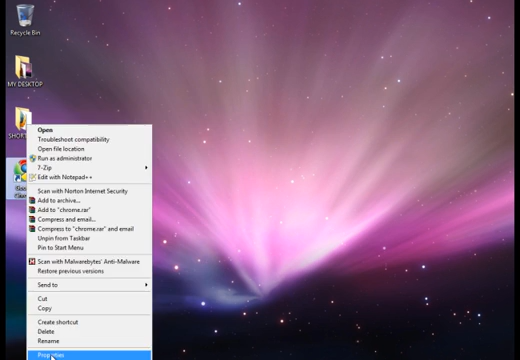 Recycle Bin
MY DESKTOP
Open
Troubleshoot compatibility
Open file location
Run as administrator
7-Zip
Edit with Notepad++
Scan with Norton Internet Security
Add to archive...
Add to "chrome.rar"
Compress and email...
Compress to "chrome.rar" and email
Unpin from Taskbar
Pin to Start Menu
Scan with Malwarebytes' Anti-Malware
Restore previous versions
Send to
Cut
Copy
Create shortcut
Delete
Rename
Properties